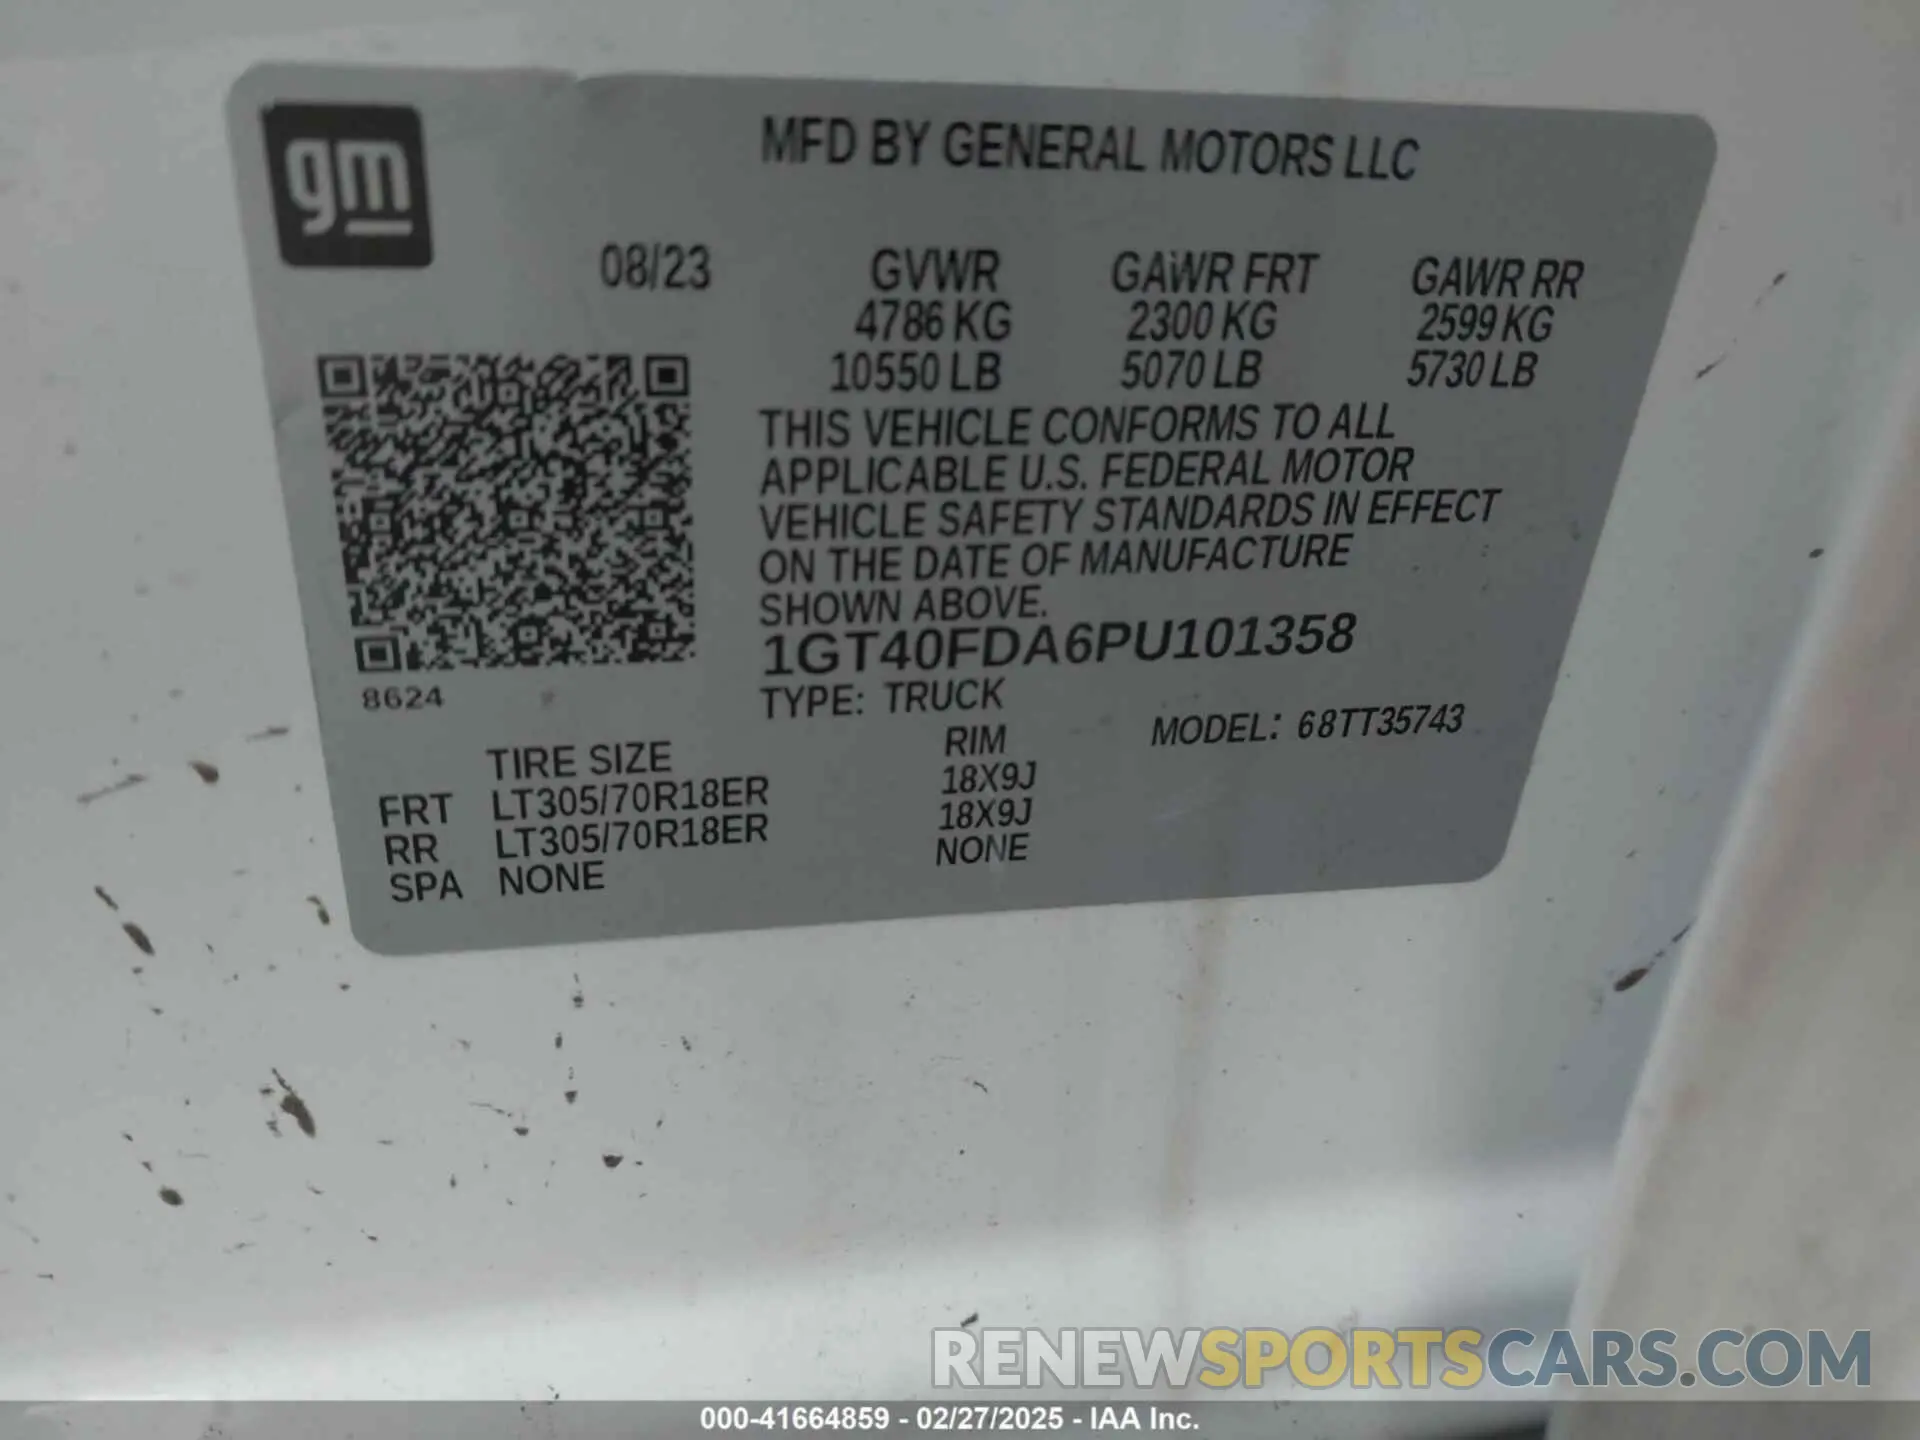 gm
MFD BY GENERAL MOTORS LLC
08/23 GVWR GAWR FRT GAWR RR
4786 KG 2300 KG 2599 KG
10550 LB 5070 LB 5730 LB
THIS VEHICLE CONFORMS TO ALL
APPLICABLE U.S. FEDERAL MOTOR
VEHICLE SAFETY STANDARDS IN EFFECT
ON THE DATE OF MANUFACTURE
SHOWN ABOVE.
1GT40FDA6PU101358
8624
TYPE: TRUCK MODEL: 68TT35743
TIRE SIZE RIM
FRT LT305/70R18ER 18X9J
RR LT305/70R18ER 18X9J
SPA NONE NONE
RENEWSPORTSCARS.COM
000-41664859 - 02/27/2025 - IAA Inc.